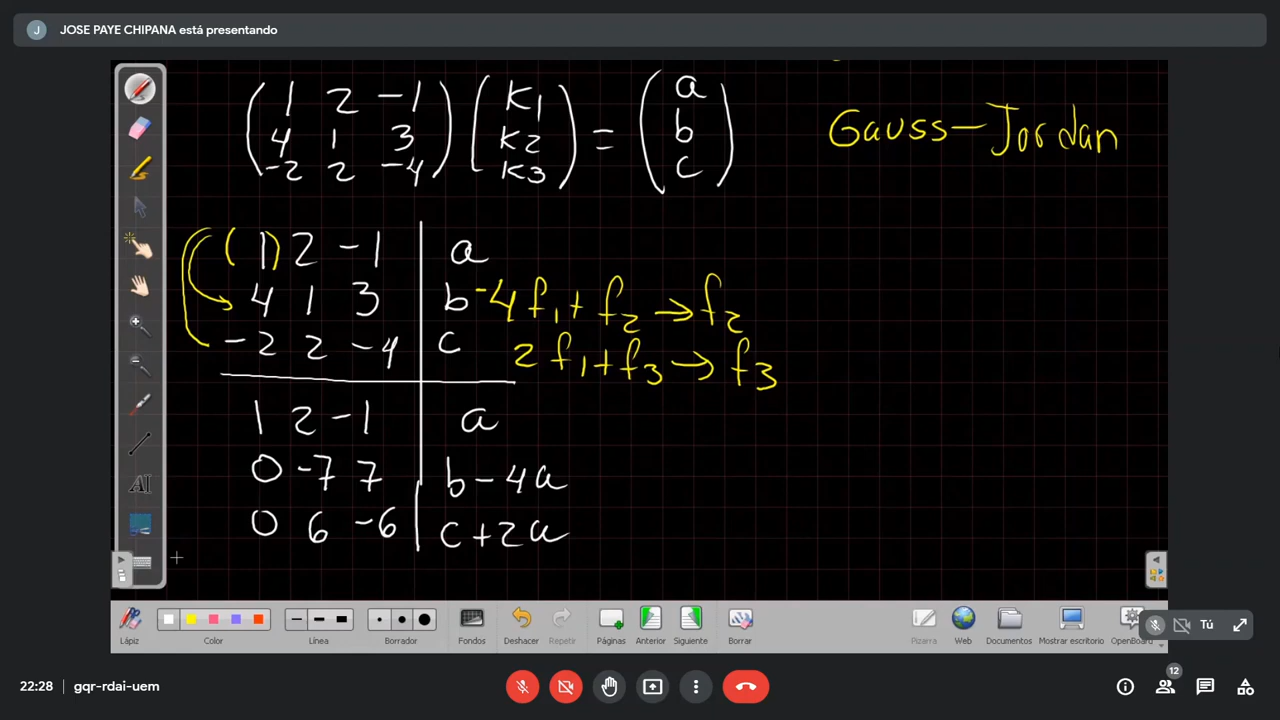 J JOSE PAYE CHIPANA está presentando
1 2 -1 K1 a
4 1 3 K2 = b
-2 2 -4 K3 c
Gauss-Jordan
(1) 2 -1 | a
4 1 3 | b -4f1 + f2 → f2
-2 2 -4 | c 2f1 + f3 → f3
1 2 -1 | a
0 -7 7 | b - 4a
0 6 -6 | c + 2a
Lápiz Color Línea Borrador Fondos Deshacer Repetir Páginas Anterior Siguiente Borrar Pizarra Web Documentos Mostrar escritorio OpenBoard
Tú
22:28 gqr-rdai-uem
12